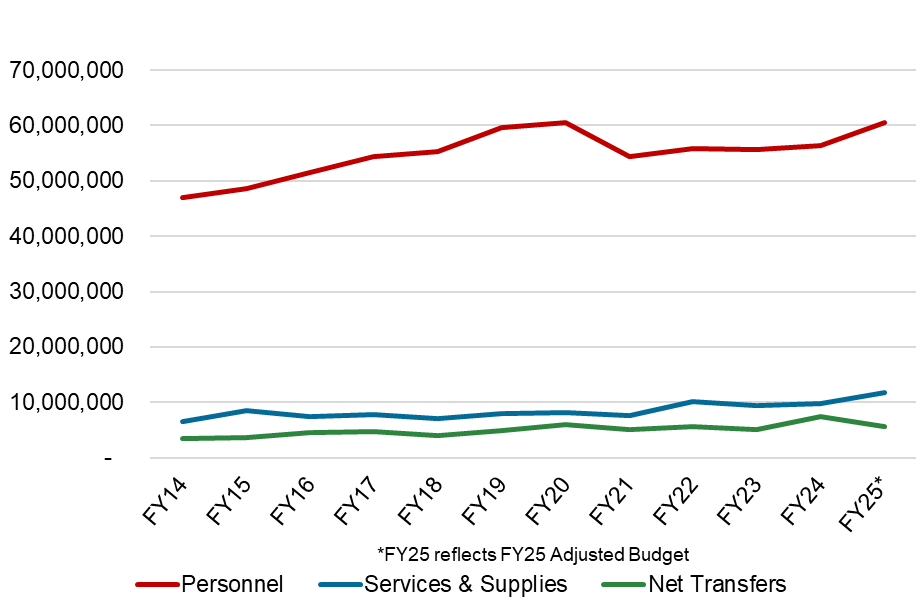 70,000,000
60,000,000
50,000,000
40,000,000
30,000,000
20,000,000
10,000,000
-
FY14 FY15 FY16 FY17 FY18 FY19 FY20 FY21 FY22 FY23 FY24 FY25*
*FY25 reflects FY25 Adjusted Budget
Personnel Services & Supplies Net Transfers